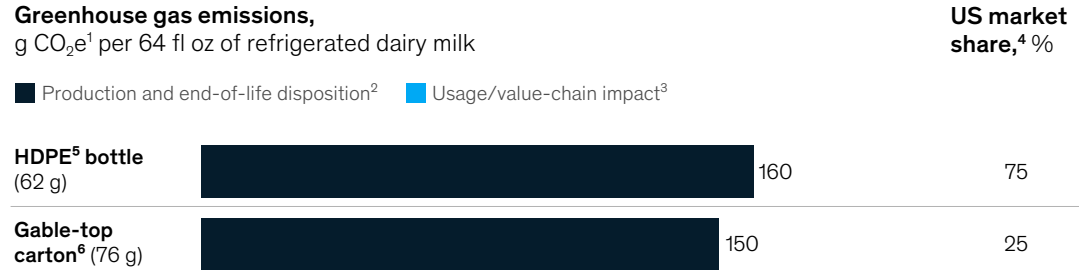 Greenhouse gas emissions,
g CO₂e¹ per 64 fl oz of refrigerated dairy milk
US market
share,⁴ %
Production and end-of-life disposition² Usage/value-chain impact³
HDPE⁵ bottle
(62 g)
160
75
Gable-top
carton⁶ (76 g)
150
25